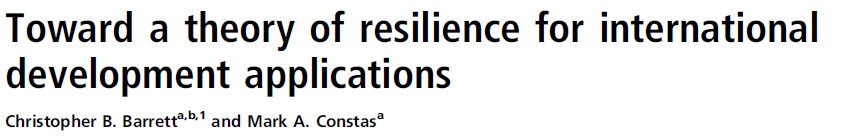 Toward a theory of resilience for international
development applications
Christopher B. Barrett^a,b,1 and Mark A. Constas^a